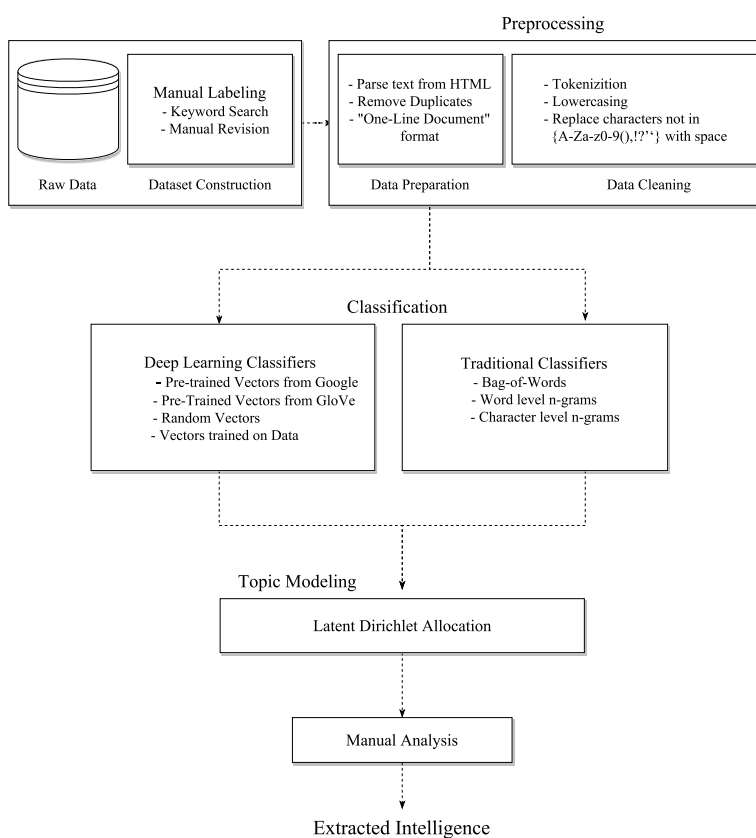 Preprocessing
Manual Labeling
- Keyword Search
- Manual Revision
Raw Data
Dataset Construction
- Parse text from HTML
- Remove Duplicates
- "One-Line Document"
format
Data Preparation
- Tokenizition
- Lowercasing
- Replace characters not in
{A-Za-z0-9(),!?’‘} with space
Data Cleaning
Classification
Deep Learning Classifiers
- Pre-trained Vectors from Google
- Pre-Trained Vectors from GloVe
- Random Vectors
- Vectors trained on Data
Traditional Classifiers
- Bag-of-Words
- Word level n-grams
- Character level n-grams
Topic Modeling
Latent Dirichlet Allocation
Manual Analysis
Extracted Intelligence